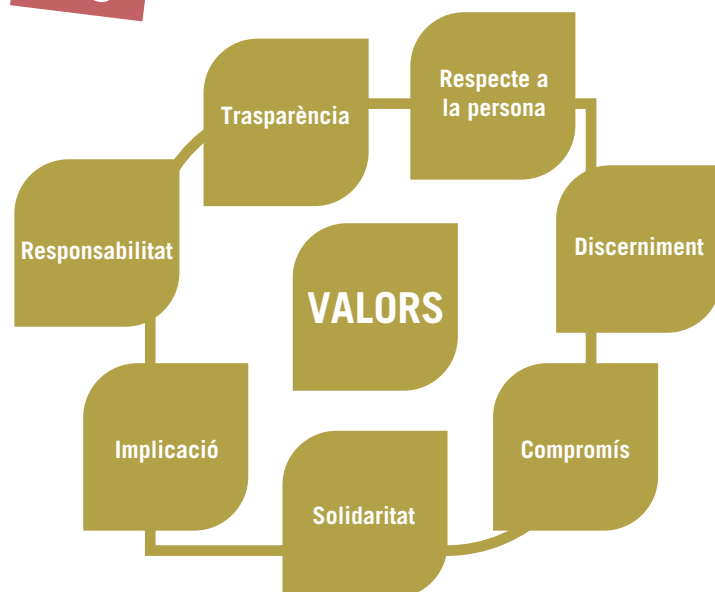 Respecte a
la persona
Trasparència
Discerniment
Responsabilitat
VALORS
Compromís
Implicació
Solidaritat